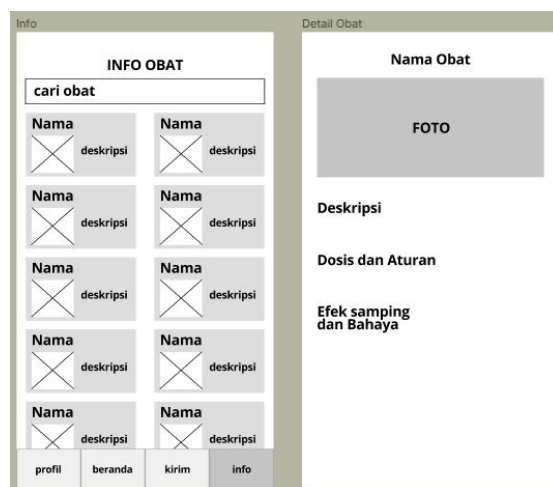 Info
INFO OBAT
cari obat
Nama
deskripsi
Nama
deskripsi
Nama
deskripsi
Nama
deskripsi
Nama
deskripsi
Nama
deskripsi
Nama
deskripsi
Nama
deskripsi
Nama
deskripsi
Nama
deskripsi
profil
beranda
kirim
info
Detail Obat
Nama Obat
FOTO
Deskripsi
Dosis dan Aturan
Efek samping
dan Bahaya